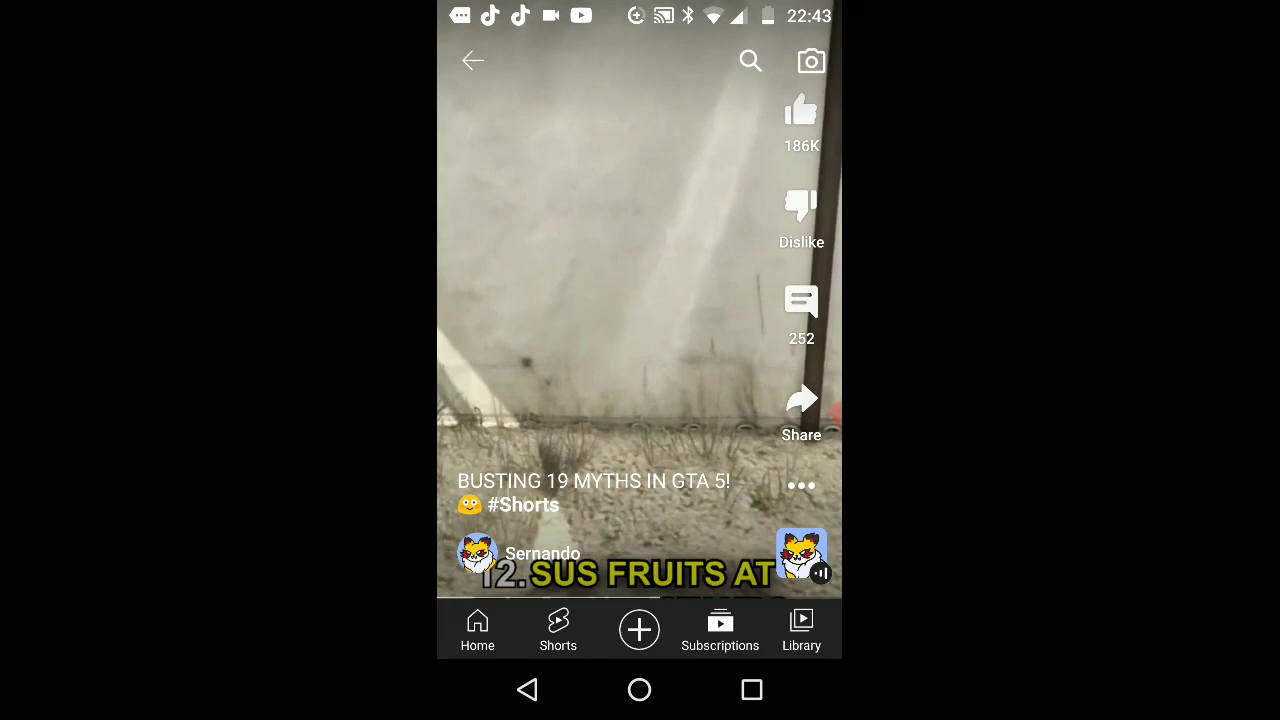 22:43
186K
Dislike
252
Share
BUSTING 19 MYTHS IN GTA 5!
#Shorts
Sernando
12. SUS FRUITS AT
Home
Shorts
Subscriptions
Library